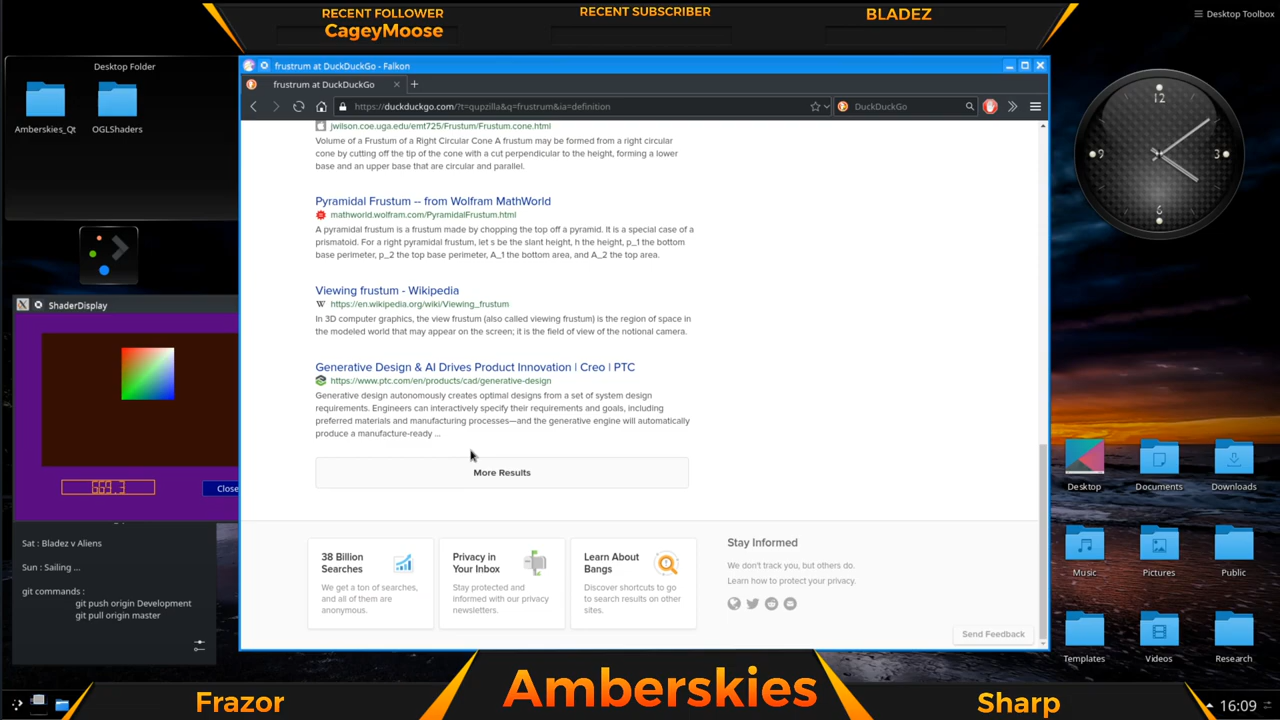 RECENT FOLLOWER
CageyMoose
RECENT SUBSCRIBER
BLADEZ
Desktop Toolbox
Desktop Folder
Amberskies_Qt
OGLShaders
frustrum at DuckDuckGo - Falkon
frustrum at DuckDuckGo
https://duckduckgo.com/?t=qupzilla&q=frustrum&ia=definition
DuckDuckGo
jwilson.coe.uga.edu/emt725/Frustum/Frustum.cone.html
Volume of a Frustum of a Right Circular Cone A frustum may be formed from a right circular
cone by cutting off the tip of the cone with a cut perpendicular to the height, forming a lower
base and an upper base that are circular and parallel.
Pyramidal Frustum -- from Wolfram MathWorld
mathworld.wolfram.com/PyramidalFrustum.html
A pyramidal frustum is a frustum made by chopping the top off a pyramid. It is a special case of a
prismatoid. For a right pyramidal frustum, let s be the slant height, h the height, p_1 the bottom
base perimeter, p_2 the top base perimeter, A_1 the bottom area, and A_2 the top area.
Viewing frustum - Wikipedia
W https://en.wikipedia.org/wiki/Viewing_frustum
In 3D computer graphics, the view frustum (also called viewing frustum) is the region of space in
the modeled world that may appear on the screen; it is the field of view of the notional camera.
Generative Design & AI Drives Product Innovation | Creo | PTC
https://www.ptc.com/en/products/cad/generative-design
Generative design autonomously creates optimal designs from a set of system design
requirements. Engineers can interactively specify their requirements and goals, including
preferred materials and manufacturing processes—and the generative engine will automatically
produce a manufacture-ready ...
More Results
38 Billion
Searches
We get a ton of searches,
and all of them are
anonymous.
Privacy in
Your Inbox
Stay protected and
informed with our privacy
newsletters.
Learn About
Bangs
Discover shortcuts to go
to search results on other
sites.
Stay Informed
We don't track you, but others do.
Learn how to protect your privacy.
Send Feedback
ShaderDisplay
669.3
Close
Sat : Bladez v Aliens
Sun : Sailing ...
git commands :
git push origin Development
git pull origin master
12
3
6
9
Desktop
Documents
Downloads
Music
Pictures
Public
Templates
Videos
Research
Frazor
Amberskies
Sharp
16:09